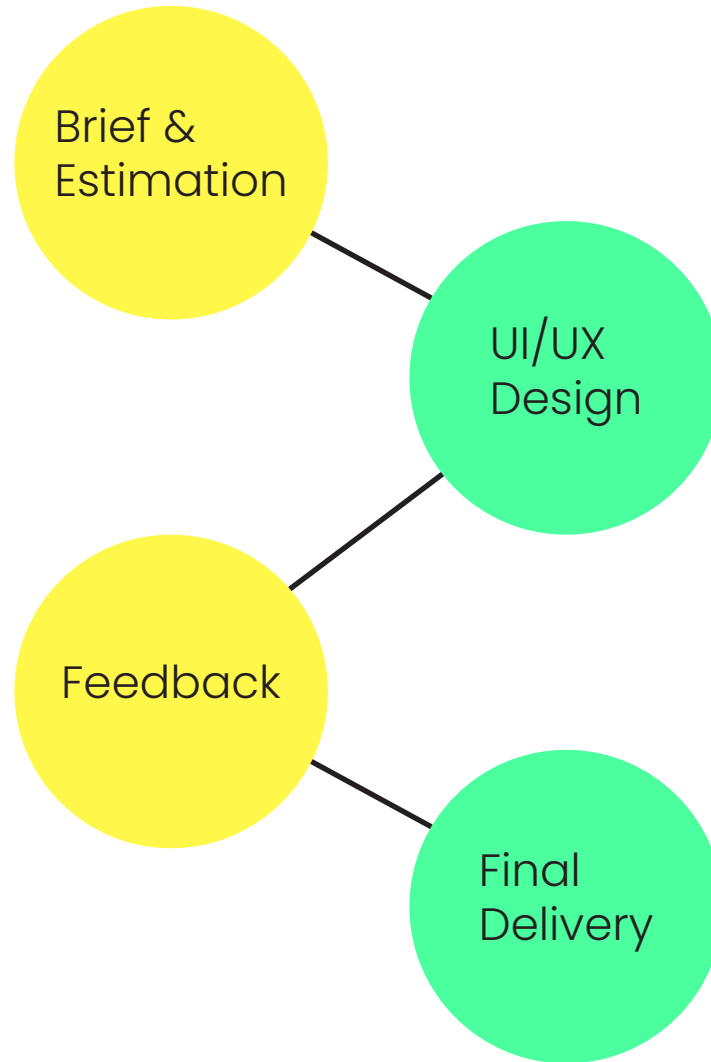 Brief &
Estimation
UI/UX
Design
Feedback
Final
Delivery